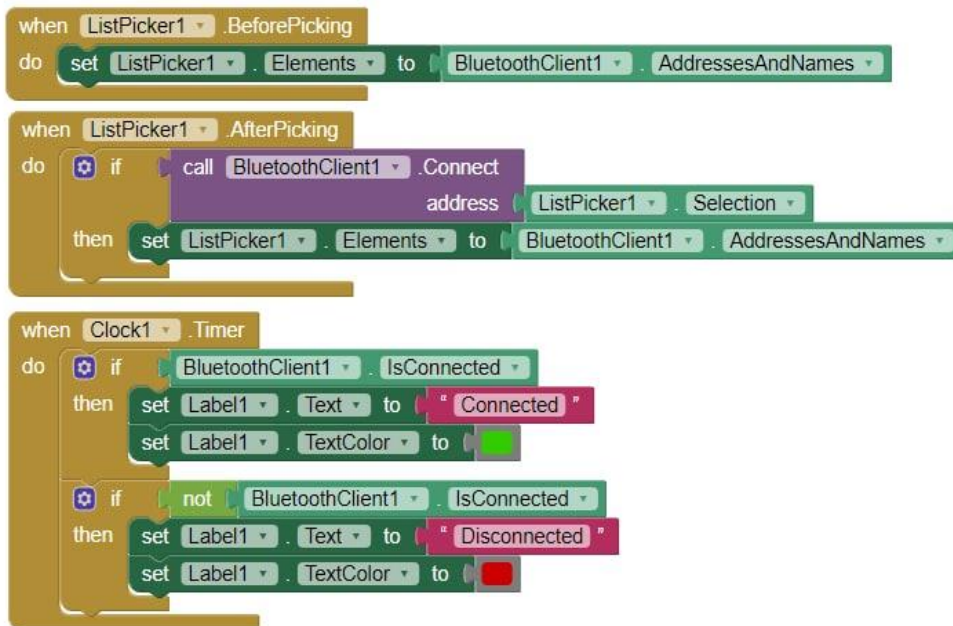 when ListPicker1 .BeforePicking
do set ListPicker1 . Elements to BluetoothClient1 . AddressesAndNames
when ListPicker1 .AfterPicking
do if call BluetoothClient1 .Connect
address ListPicker1 . Selection
then set ListPicker1 . Elements to BluetoothClient1 . AddressesAndNames
when Clock1 .Timer
do if BluetoothClient1 . IsConnected
then set Label1 . Text to " Connected "
set Label1 . TextColor to
if not BluetoothClient1 . IsConnected
then set Label1 . Text to " Disconnected "
set Label1 . TextColor to